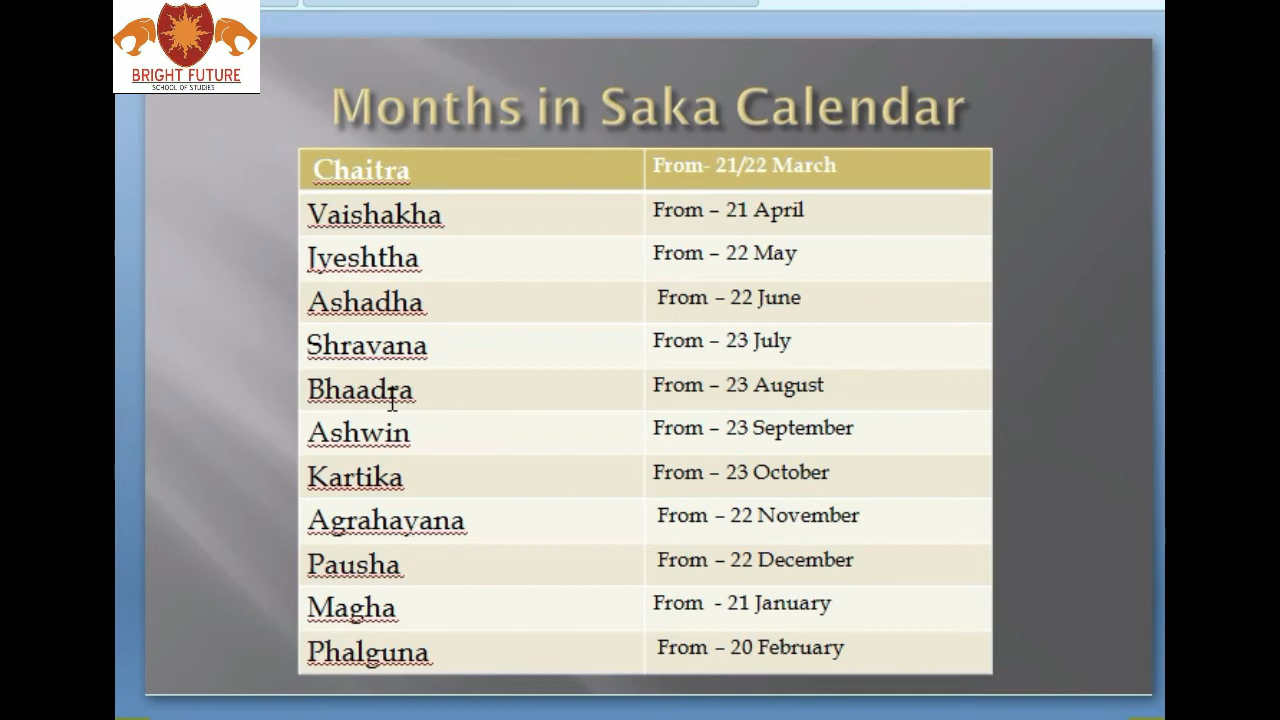 BRIGHT FUTURE
SCHOOL OF STUDIES
Months in Saka Calendar
Chaitra From- 21/22 March
Vaishakha From – 21 April
Jyeshtha From – 22 May
Ashadha From – 22 June
Shravana From – 23 July
Bhaadra From – 23 August
Ashwin From – 23 September
Kartika From – 23 October
Agrahayana From – 22 November
Pausha From – 22 December
Magha From - 21 January
Phalguna From – 20 February